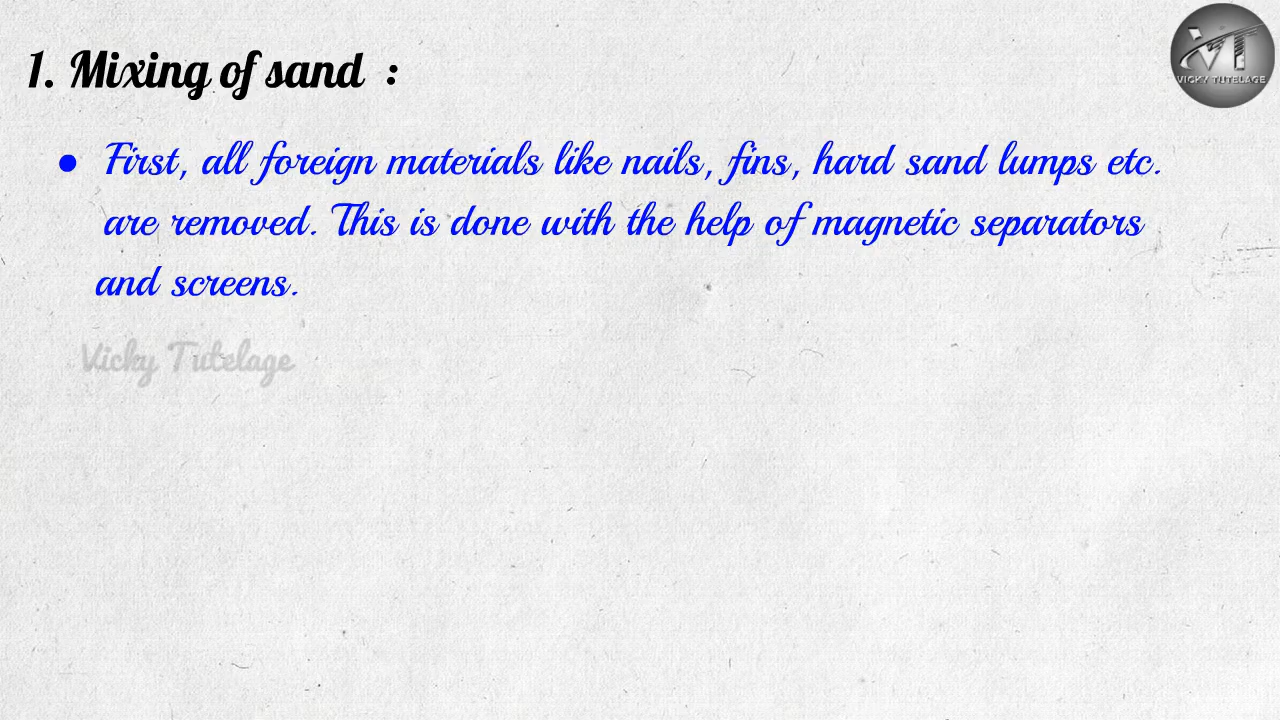 1. Mixing of sand :
VICKY TUTELAGE
• First, all foreign materials like nails, fins, hard sand lumps etc.
are removed. This is done with the help of magnetic separators
and screens.
Vicky Tutelage